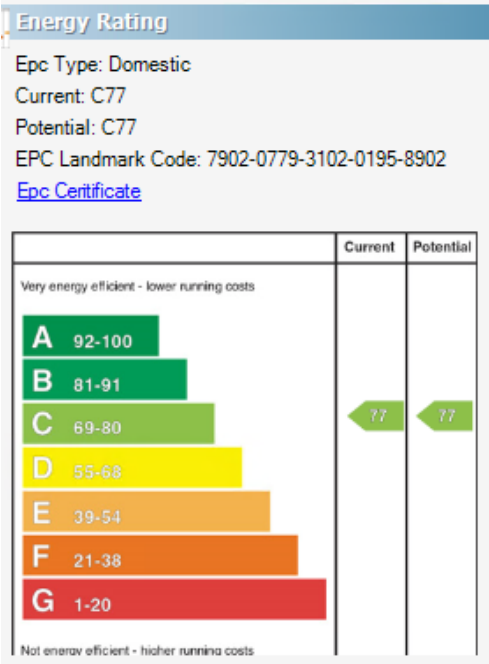 Energy Rating
Epc Type: Domestic
Current: C77
Potential: C77
EPC Landmark Code: 7902-0779-3102-0195-8902
Epc Ceritificate
Current Potential
Very energy efficient - lower running costs
A 92-100
B 81-91
C 69-80 77 77
D 55-68
E 39-54
F 21-38
G 1-20
Not energy efficient - higher running costs